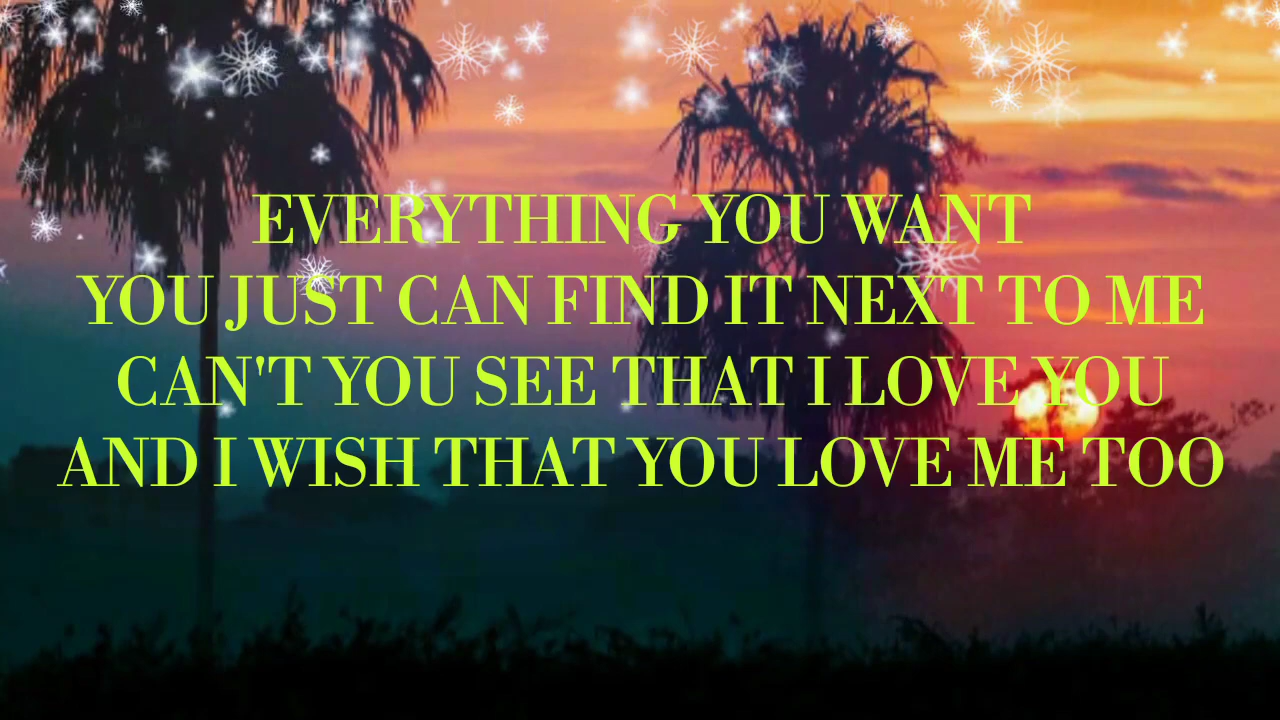 EVERYTHING YOU WANT
YOU JUST CAN FIND IT NEXT TO ME
CAN'T YOU SEE THAT I LOVE YOU
AND I WISH THAT YOU LOVE ME TOO